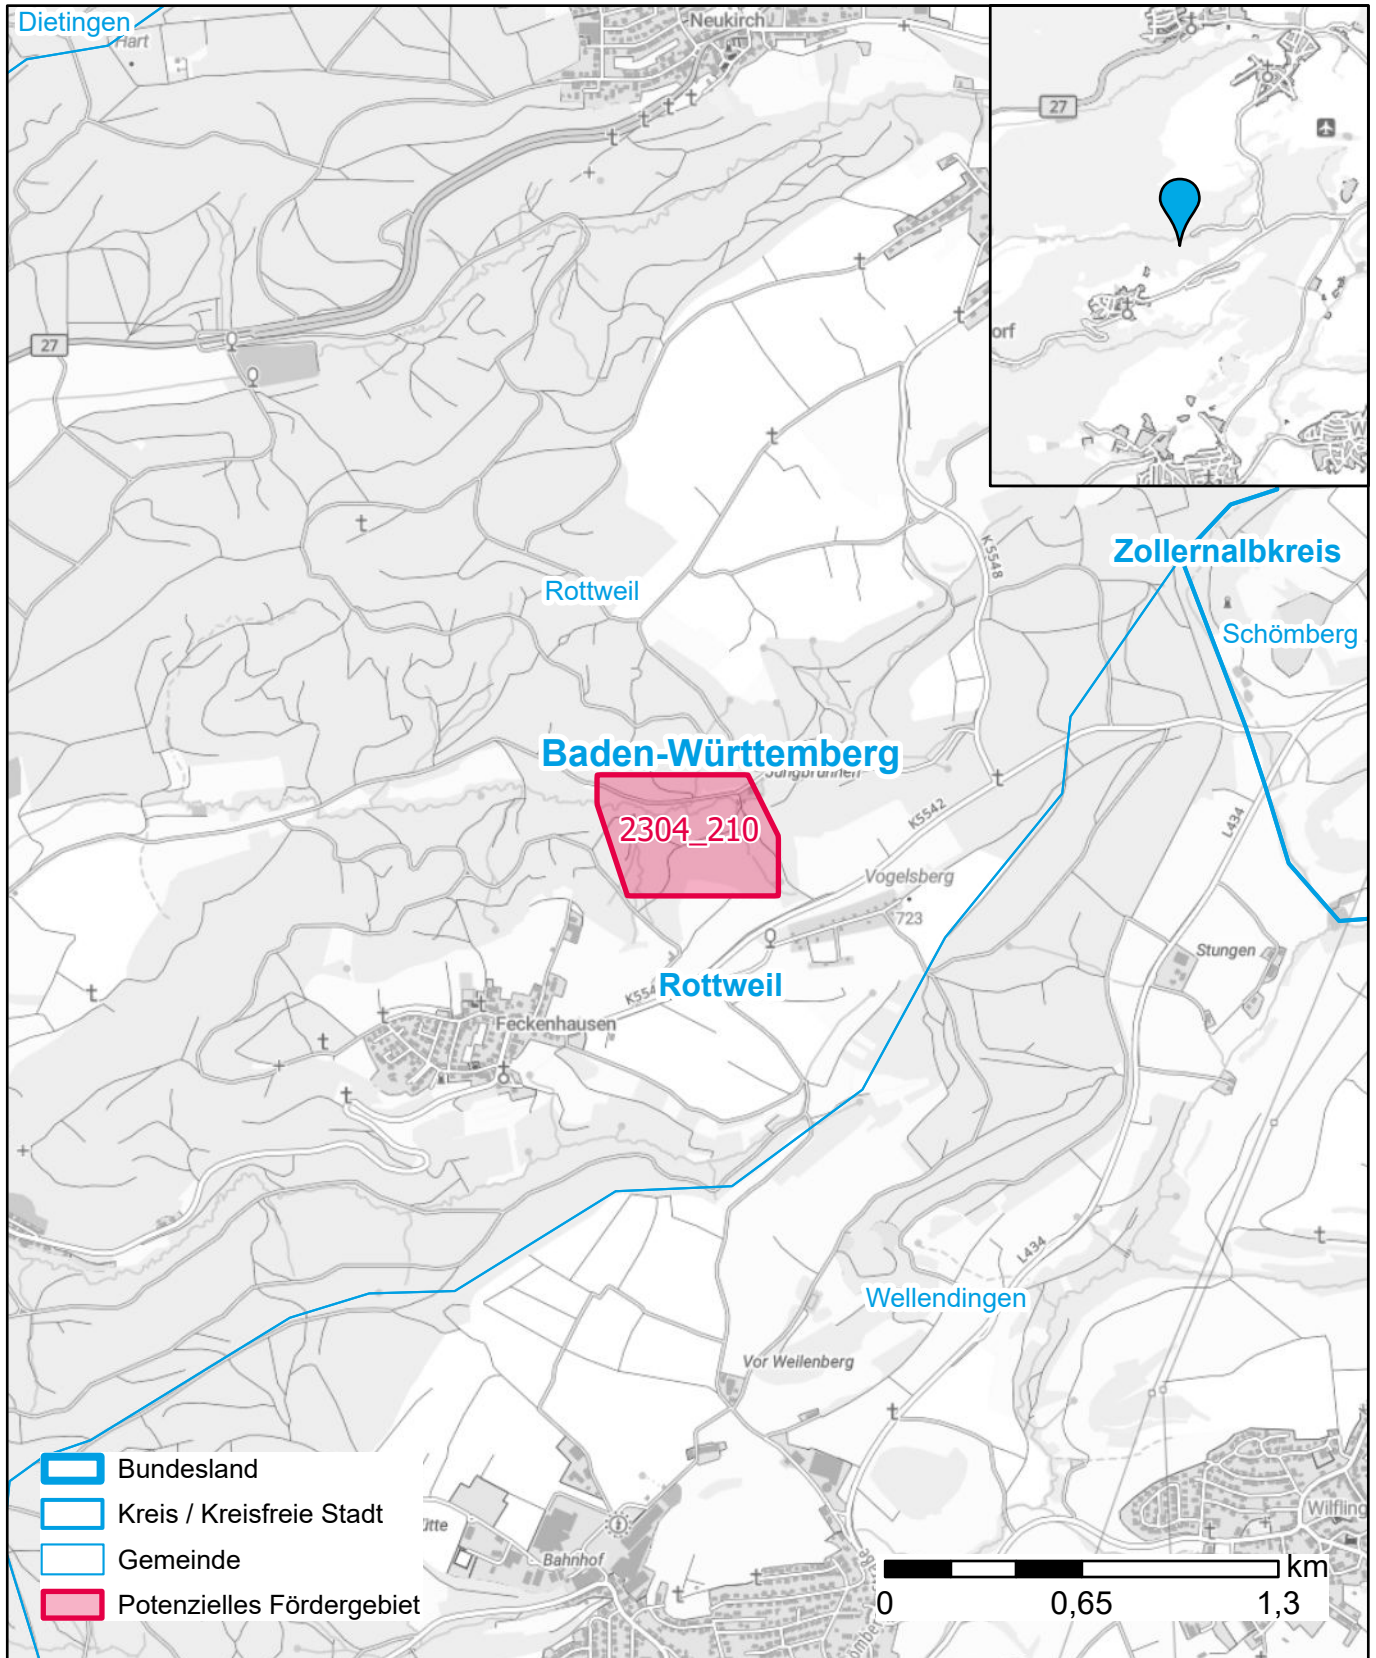 Dietingen
Hart
Neukirch
27
27
orf
W
Zollernalbkreis
K5548
Rottweil
Schömberg
Baden-Württemberg
Jungbrunnen
2304_210
K5542
L434
Vogelsberg
723
Stungen
Rottweil
K554
Feckenhausen
L434
Wellendingen
Vor Weilenberg
Bundesland
Kreis / Kreisfreie Stadt
Gemeinde
Potenzielles Fördergebiet
Bahnhof
Wilfling
km
0
0,65
1,3